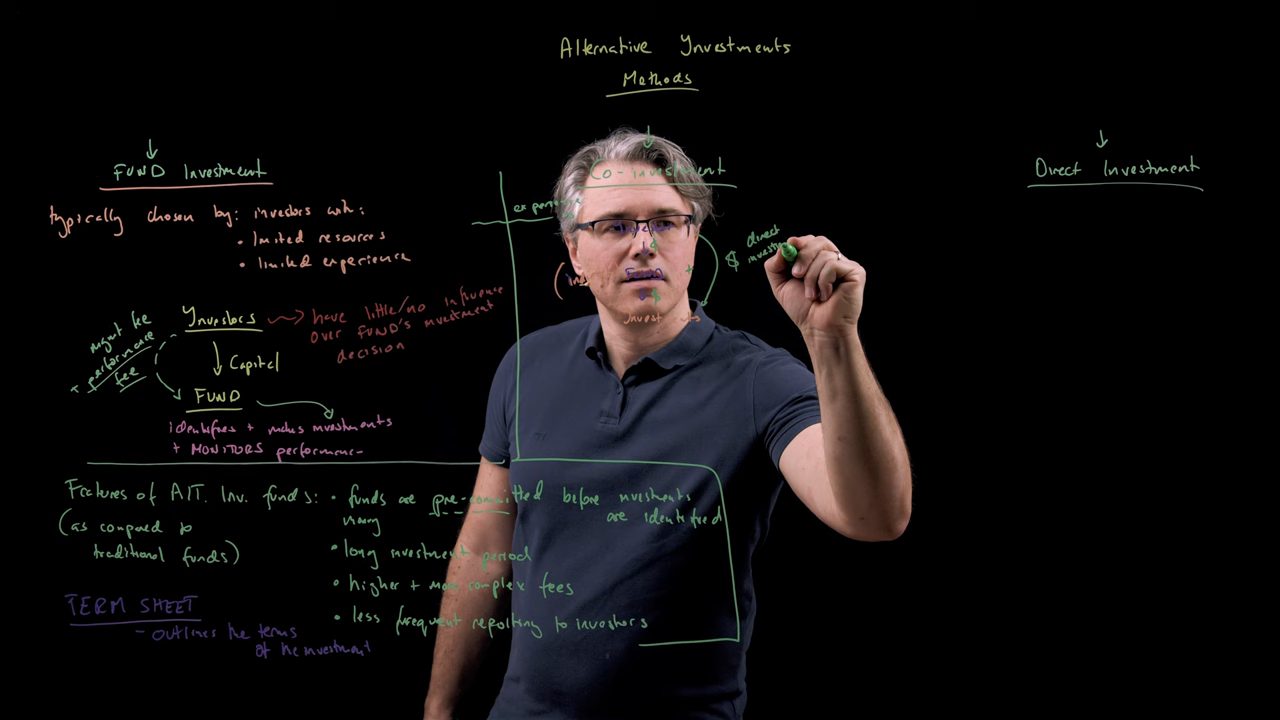 Alternative Investments
Methods
FUND Investment
typically chosen by: investors with:
• limited resources
• limited experience
Investors
have little/no influence
over FUND's investment
decision
mgmt fee
+ performance
fee
Capital
FUND
identifies + makes investments
+ MONITORS performance
Co-investment
$ direct
Direct Investment
Features of AIT. Inv. funds:
(as compared to
traditional funds)
• funds are pre-committed before investments
are identified
• long investment period
• higher + more complex fees
• less frequent reporting to investors
TERM SHEET
- outlines the terms
of the investment